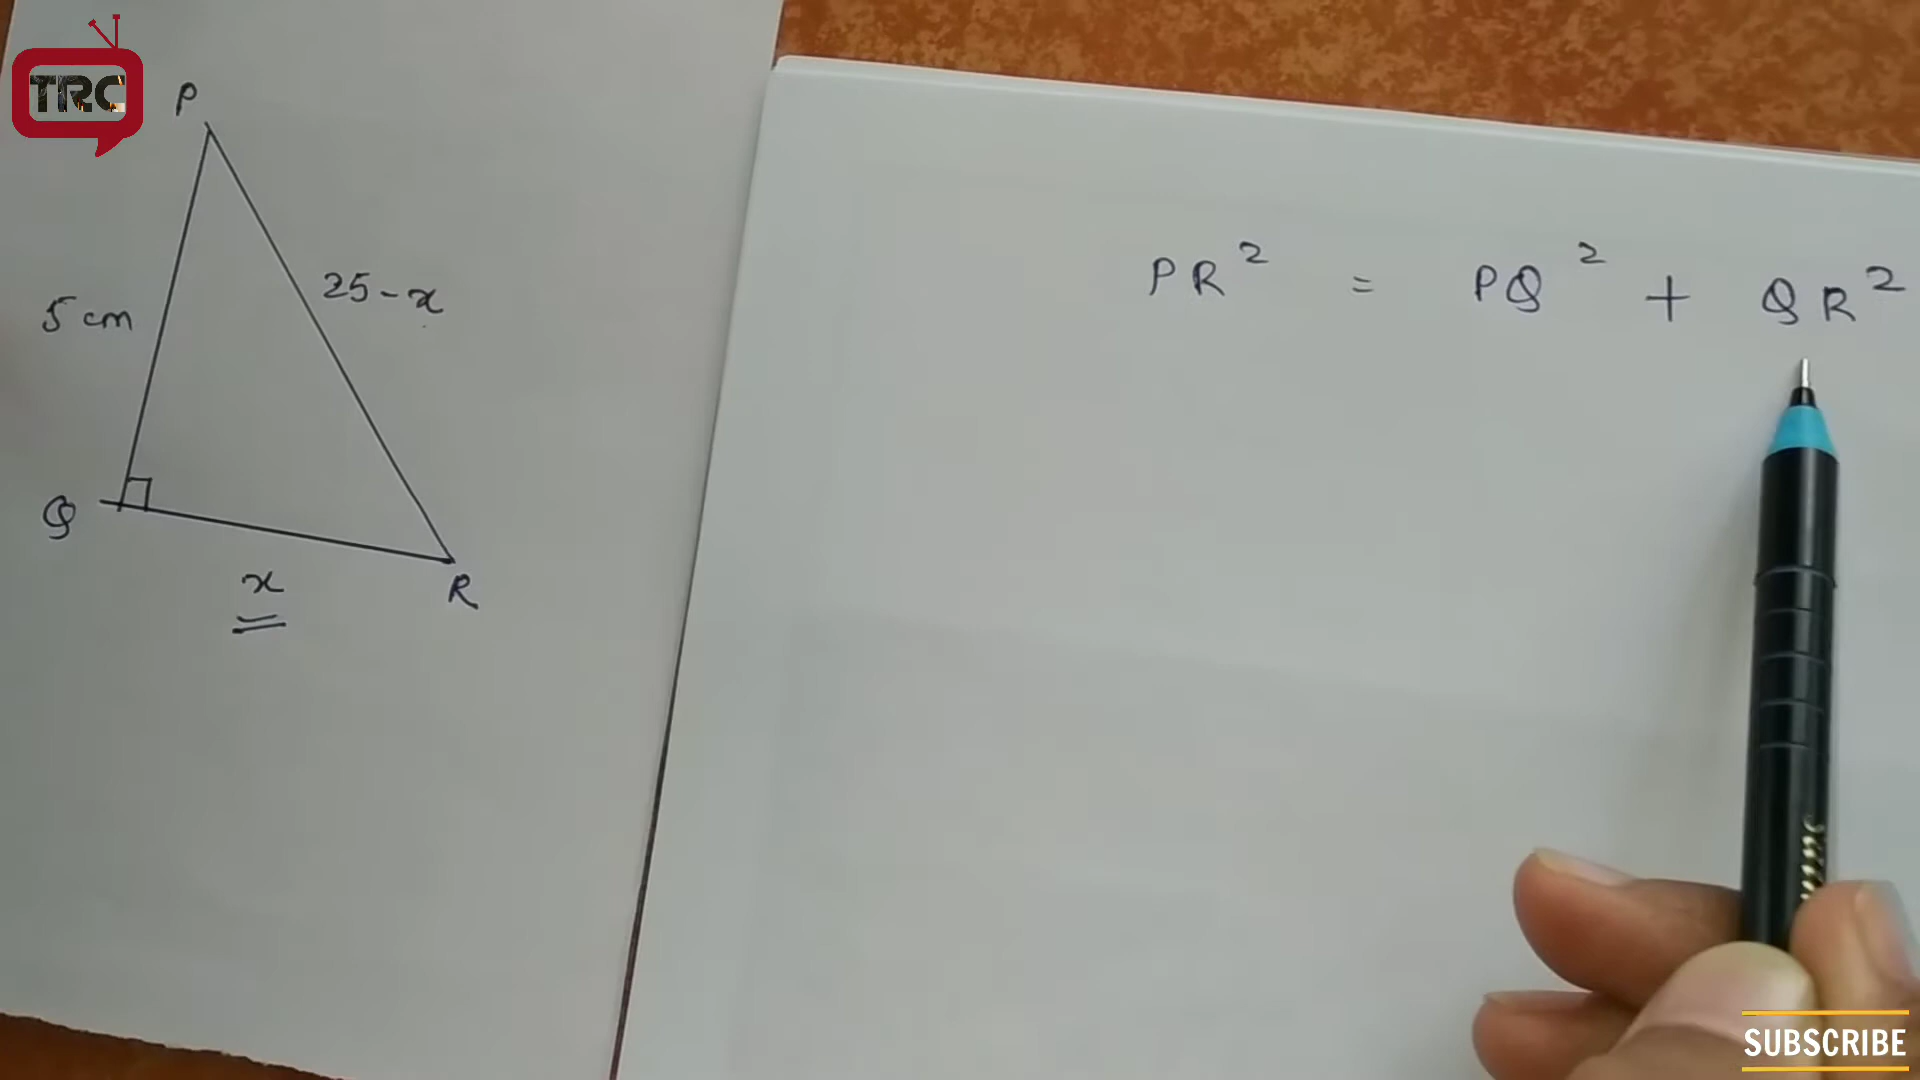 TRC
P
5 cm
25 - x
Q
x
R
PR² = PQ² + QR²
SUBSCRIBE